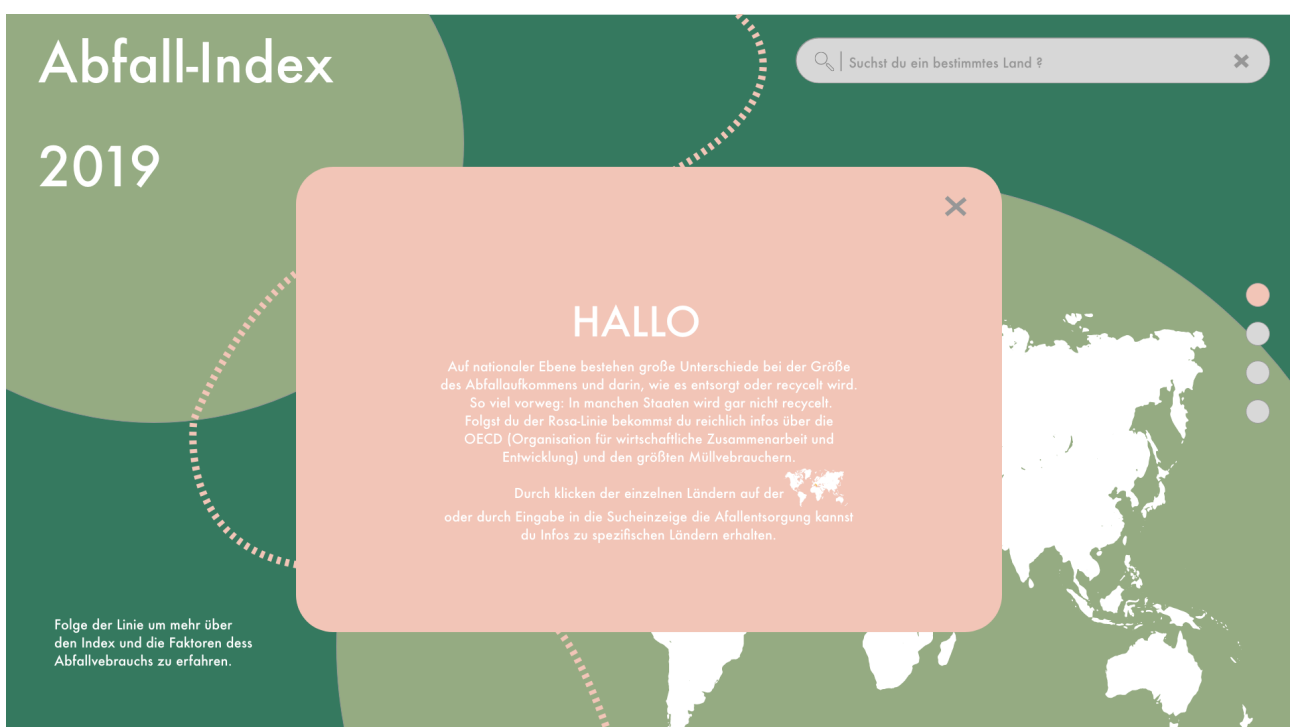 Abfall-Index
2019
Suchst du ein bestimmtes Land ?
HALLO
Auf nationaler Ebene bestehen große Unterschiede bei der Größe
des Abfallaufkommens und darin, wie es entsorgt oder recycelt wird.
So viel vorweg: In manchen Staaten wird gar nicht recycelt.
Folgst du der Rosa-Linie bekommst du reichlich infos über die
OECD (Organisation für wirtschaftliche Zusammenarbeit und
Entwicklung) und den größten Müllvebrauchern.
Durch klicken der einzelnen Ländern auf der
oder durch Eingabe in die Sucheinzeige die Afallentsorgung kannst
du Infos zu spezifischen Ländern erhalten.
Folge der Linie um mehr über
den Index und die Faktoren dess
Abfallvebrauchs zu erfahren.